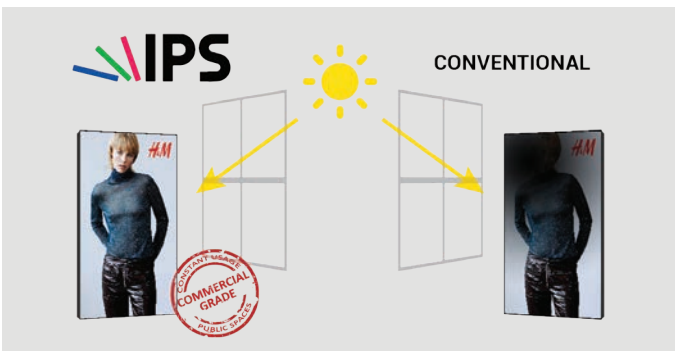 IPS
CONVENTIONAL
H&M
H&M
CONSTANT USAGE
COMMERCIAL
GRADE
PUBLIC SPACES